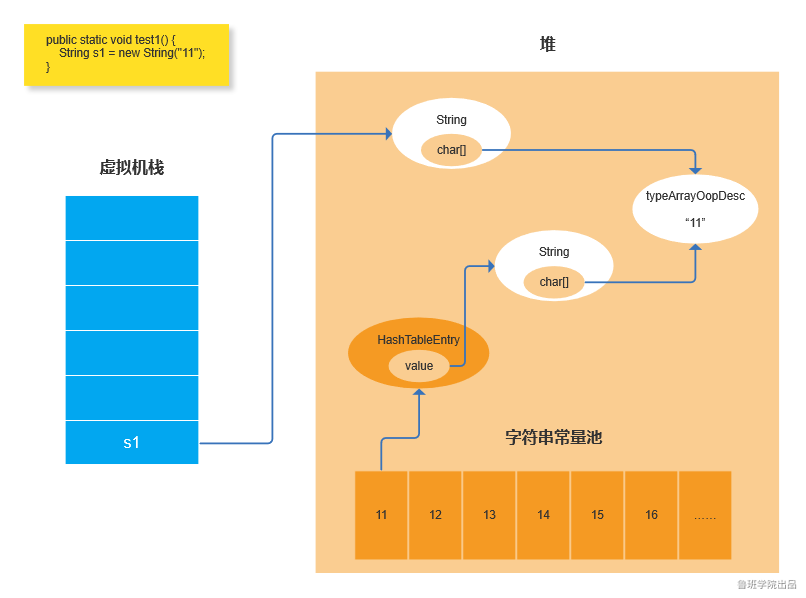 public static void test1() {
String s1 = new String("11");
}
堆
String
char[]
虚拟机栈
typeArrayOopDesc
“11”
String
char[]
HashTableEntry
value
字符串常量池
s1
11
12
13
14
15
16
……
鲁班学院出品